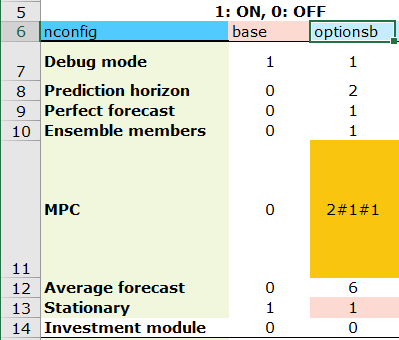 5 1: ON, 0: OFF
6 nconfig base optionsb
7 Debug mode 1 1
8 Prediction horizon 0 2
9 Perfect forecast 0 1
10 Ensemble members 0 1
11 MPC 0 2#1#1
12 Average forecast 0 6
13 Stationary 1 1
14 Investment module 0 0